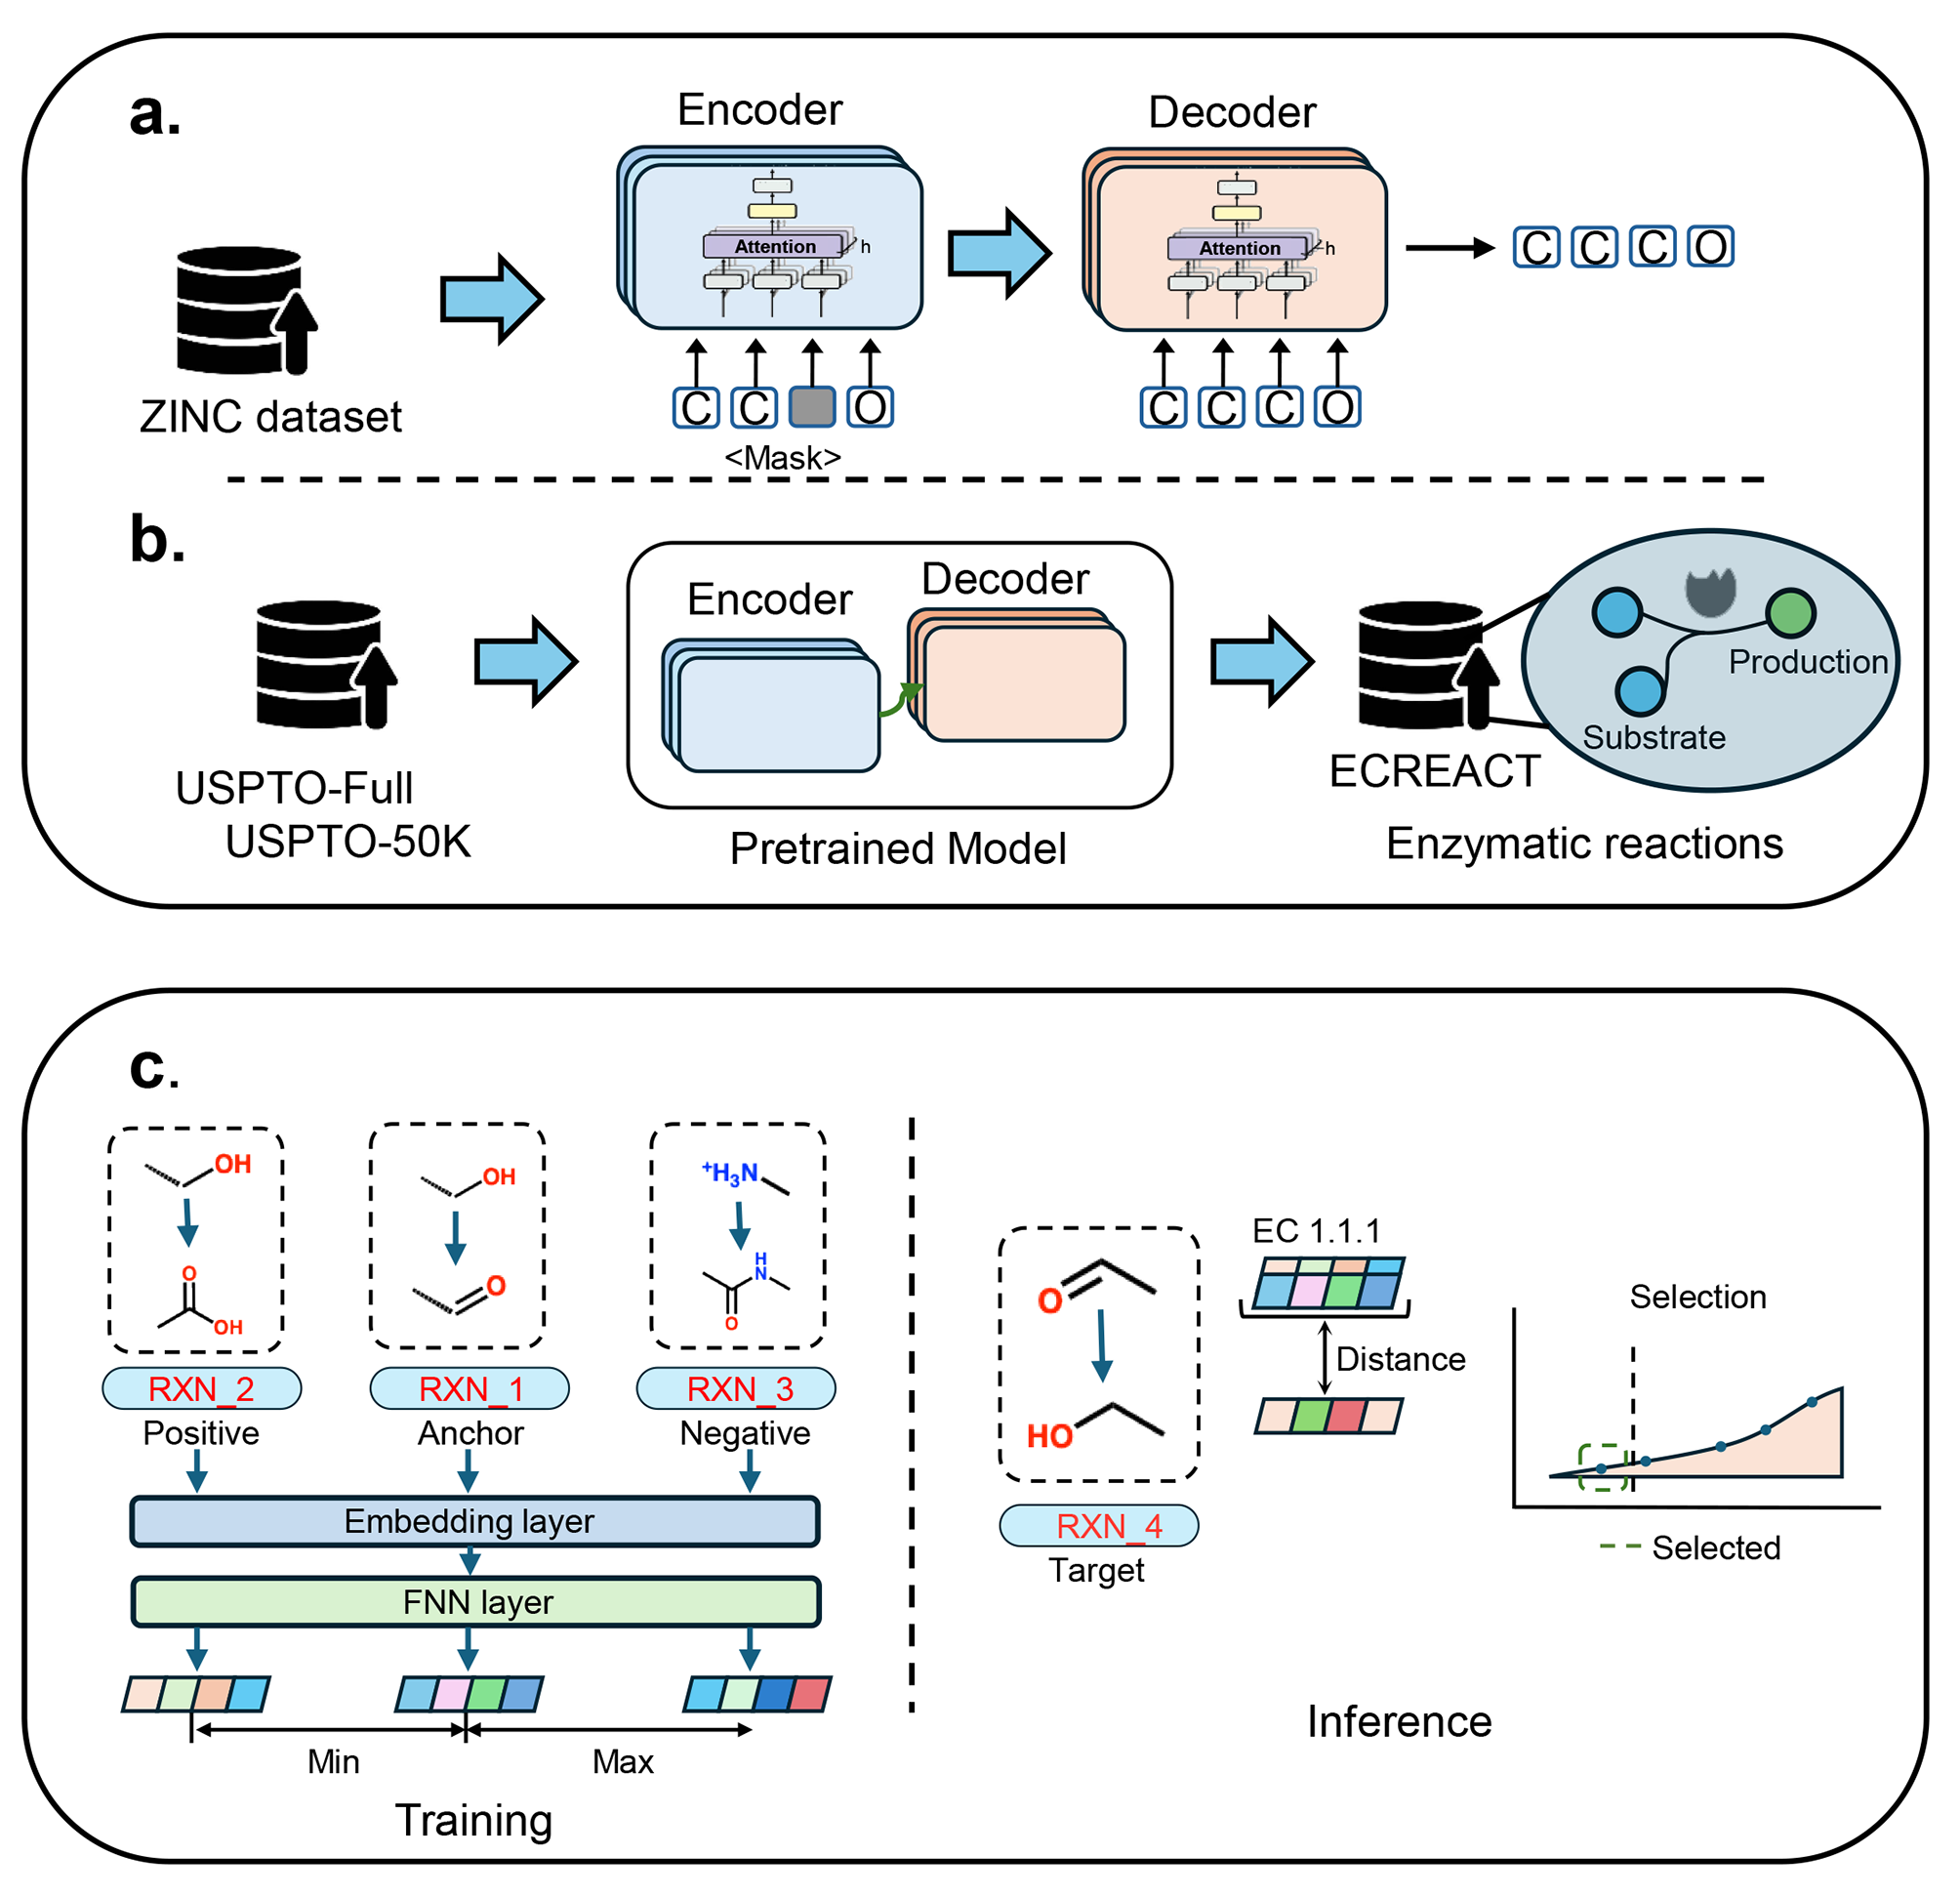 a.
Encoder
Decoder
Attention
h
Attention
h
C C C O
ZINC dataset
C C O
C C C O
<Mask>
b.
Encoder
Decoder
Production
Substrate
USPTO-Full
USPTO-50K
Pretrained Model
ECREACT
Enzymatic reactions
c.
OH
O
OH
OH
O
+H3N
H
N
O
RXN_2
RXN_1
RXN_3
Positive
Anchor
Negative
Embedding layer
FNN layer
Min
Max
Training
O
HO
RXN_4
Target
EC 1.1.1
Distance
Selection
Selected
Inference